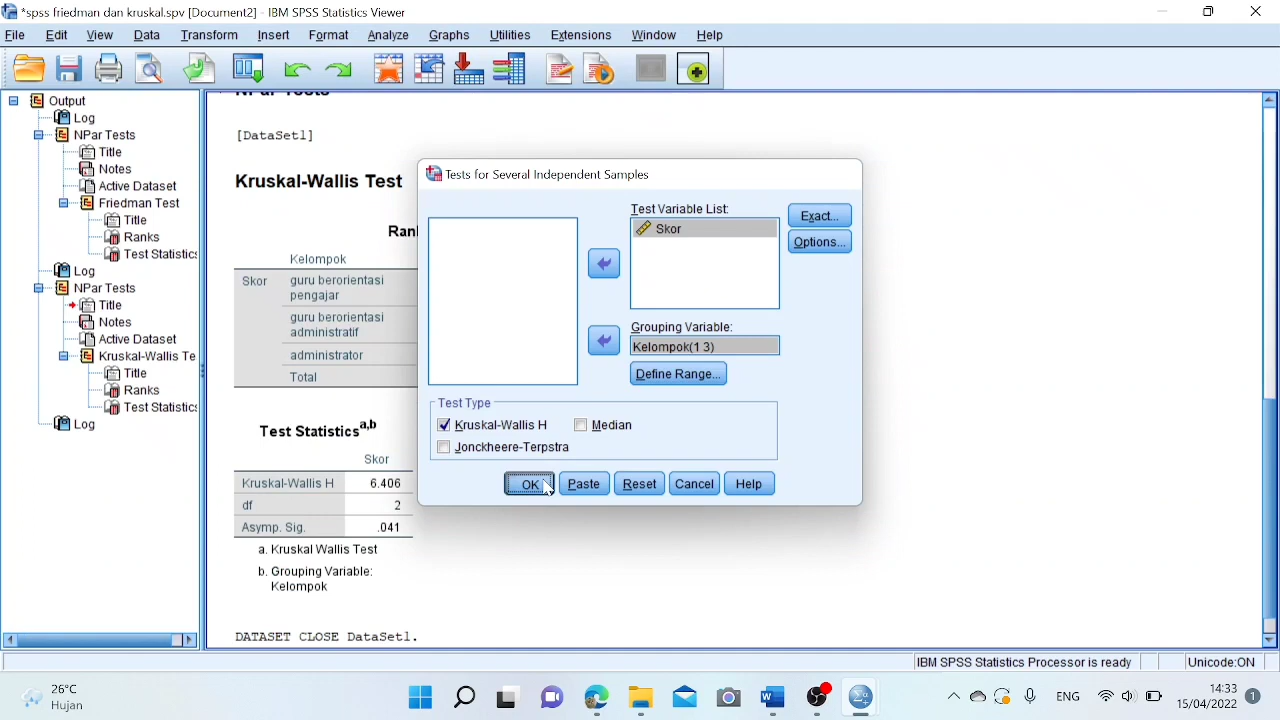 *spss friedman dan kruskal.spv [Document2] - IBM SPSS Statistics Viewer
File Edit View Data Transform Insert Format Analyze Graphs Utilities Extensions Window Help
Output
Log
NPar Tests
Title
Notes
Active Dataset
Friedman Test
Title
Ranks
Test Statistics
Log
NPar Tests
Title
Notes
Active Dataset
Kruskal-Wallis Te
Title
Ranks
Test Statistics
Log
NPar Tests
[DataSet1]
Kruskal-Wallis Test
Ran
Kelompok
Skor guru berorientasi
pengajar
guru berorientasi
administratif
administrator
Total
Test Statistics a,b
Skor
Kruskal-Wallis H 6.406
df 2
Asymp. Sig. .041
a. Kruskal Wallis Test
b. Grouping Variable:
Kelompok
DATASET CLOSE DataSet1.
Tests for Several Independent Samples
Test Variable List:
Skor
Exact...
Options...
Grouping Variable:
Kelompok(1 3)
Define Range...
Test Type
Kruskal-Wallis H Median
Jonckheere-Terpstra
OK Paste Reset Cancel Help
IBM SPSS Statistics Processor is ready Unicode:ON
26°C
Hujan
ENG
14:33
15/04/2022
1